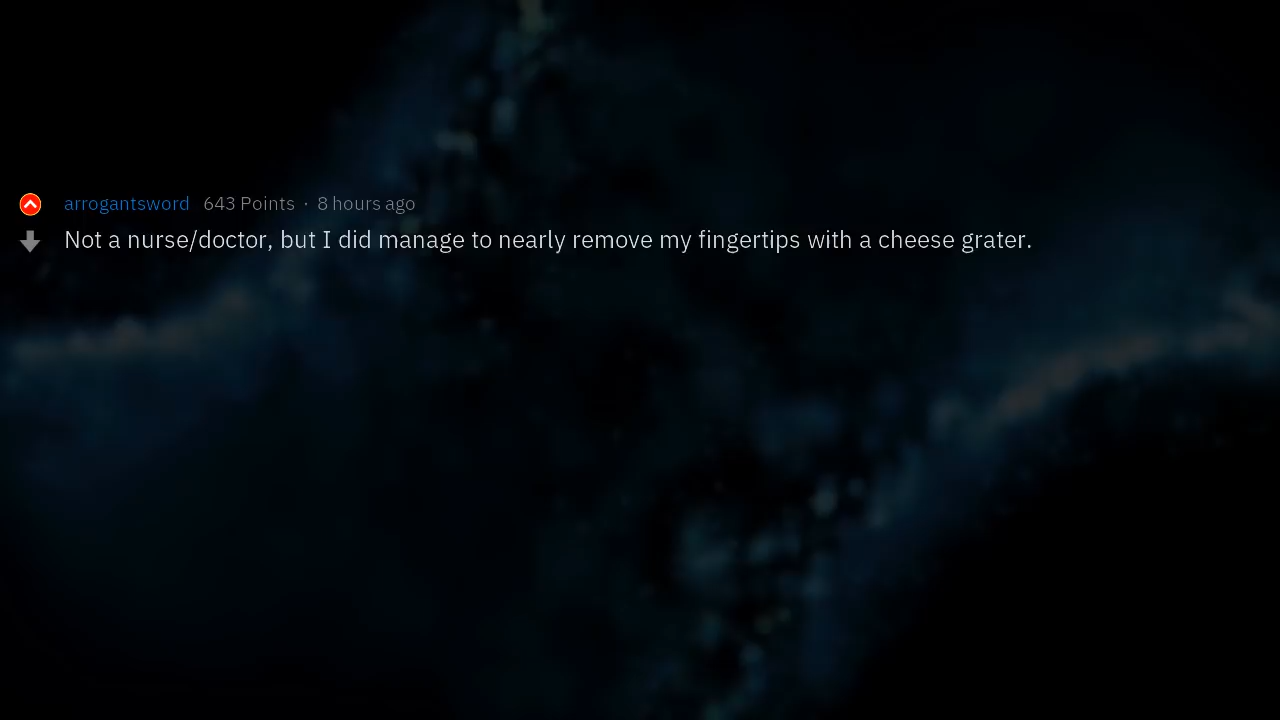 arrogantsword 643 Points · 8 hours ago
Not a nurse/doctor, but I did manage to nearly remove my fingertips with a cheese grater.